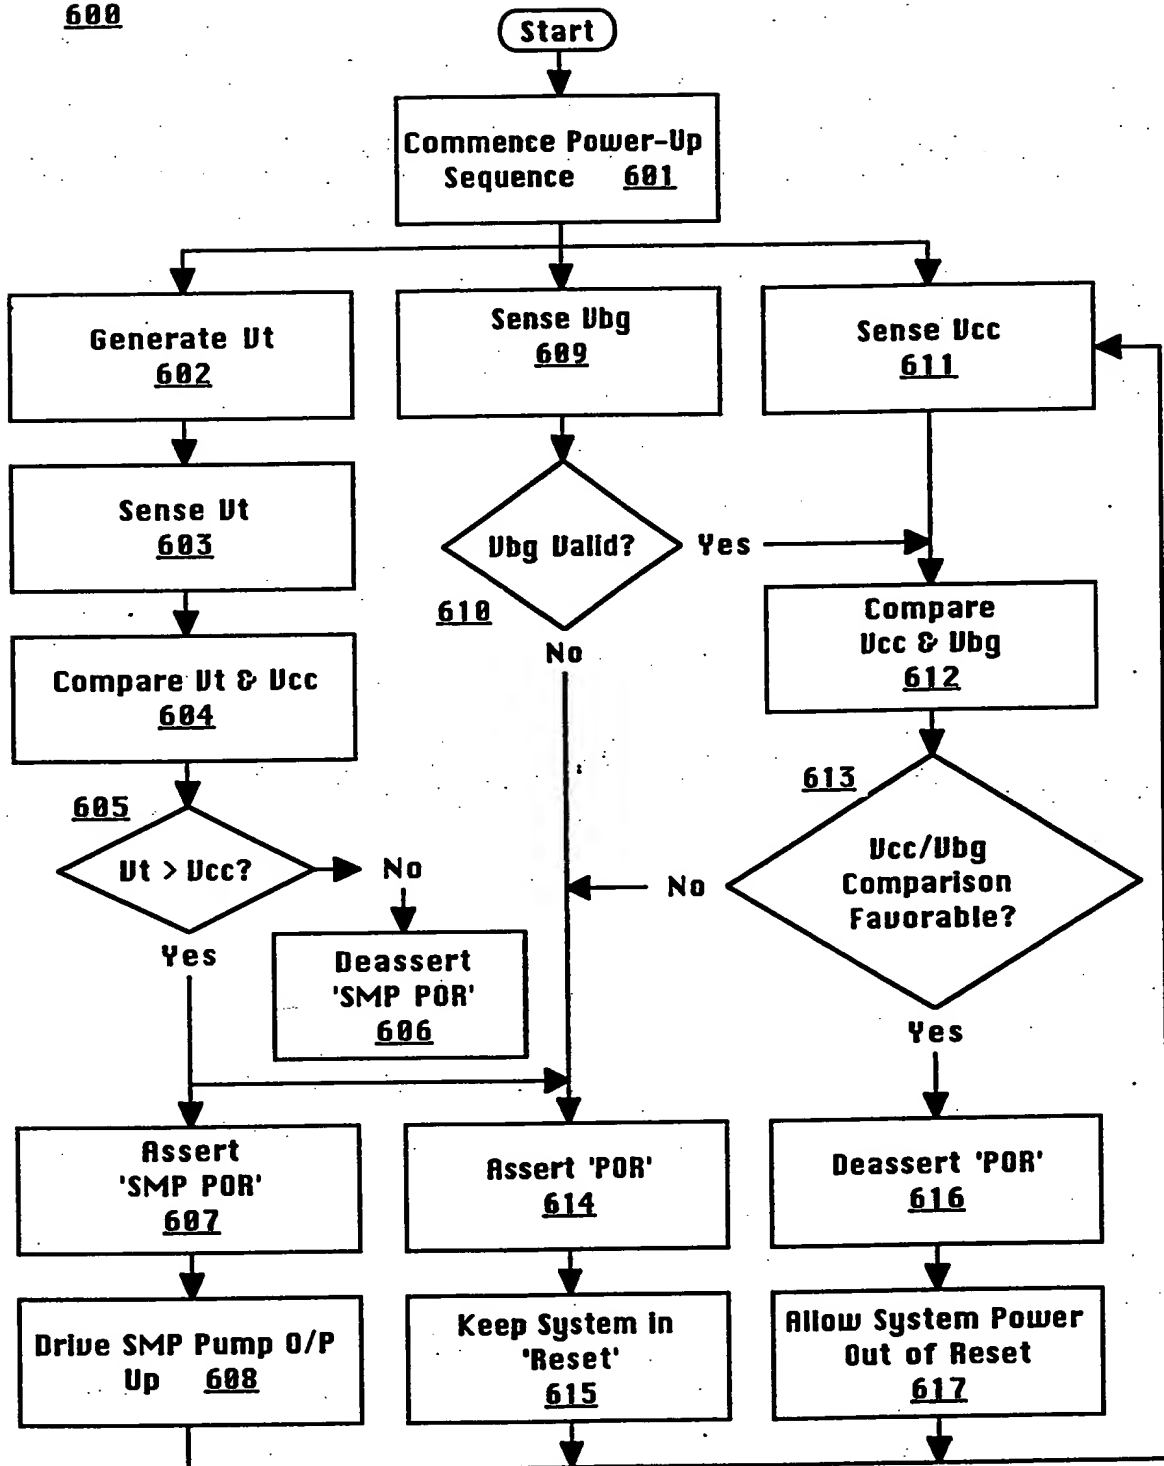 600
Start
Commence Power-Up
Sequence 601
Generate Vt
602
Sense Vbg
609
Sense Vcc
611
Sense Vt
603
Vbg Valid?
Yes
610
No
Compare
Vcc & Vbg
612
Compare Vt & Vcc
604
605
Vt > Vcc?
No
Yes
Deassert
'SMP POR'
606
613
Vcc/Vbg
Comparison
Favorable?
No
Yes
Assert
'SMP POR'
607
Assert 'POR'
614
Deassert 'POR'
616
Drive SMP Pump O/P
Up 608
Keep System in
'Reset'
615
Allow System Power
Out of Reset
617